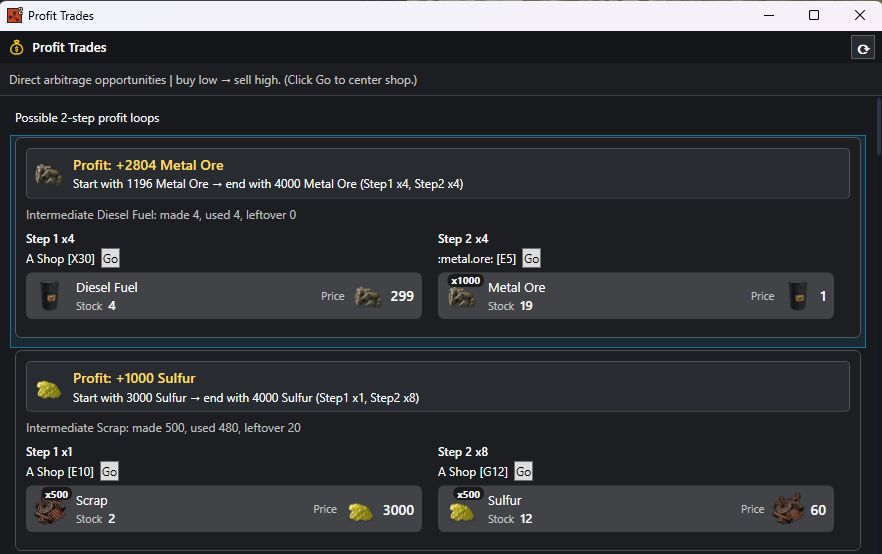 Profit Trades
Profit Trades
Direct arbitrage opportunities | buy low → sell high. (Click Go to center shop.)
Possible 2-step profit loops
Profit: +2804 Metal Ore
Start with 1196 Metal Ore → end with 4000 Metal Ore (Step1 x4, Step2 x4)
Intermediate Diesel Fuel: made 4, used 4, leftover 0
Step 1 x4
A Shop [X30] Go
Diesel Fuel
Stock 4
Price 299
Step 2 x4
:metal.ore: [E5] Go
x1000
Metal Ore
Stock 19
Price 1
Profit: +1000 Sulfur
Start with 3000 Sulfur → end with 4000 Sulfur (Step1 x1, Step2 x8)
Intermediate Scrap: made 500, used 480, leftover 20
Step 1 x1
A Shop [E10] Go
x500
Scrap
Stock 2
Price 3000
Step 2 x8
A Shop [G12] Go
x500
Sulfur
Stock 12
Price 60